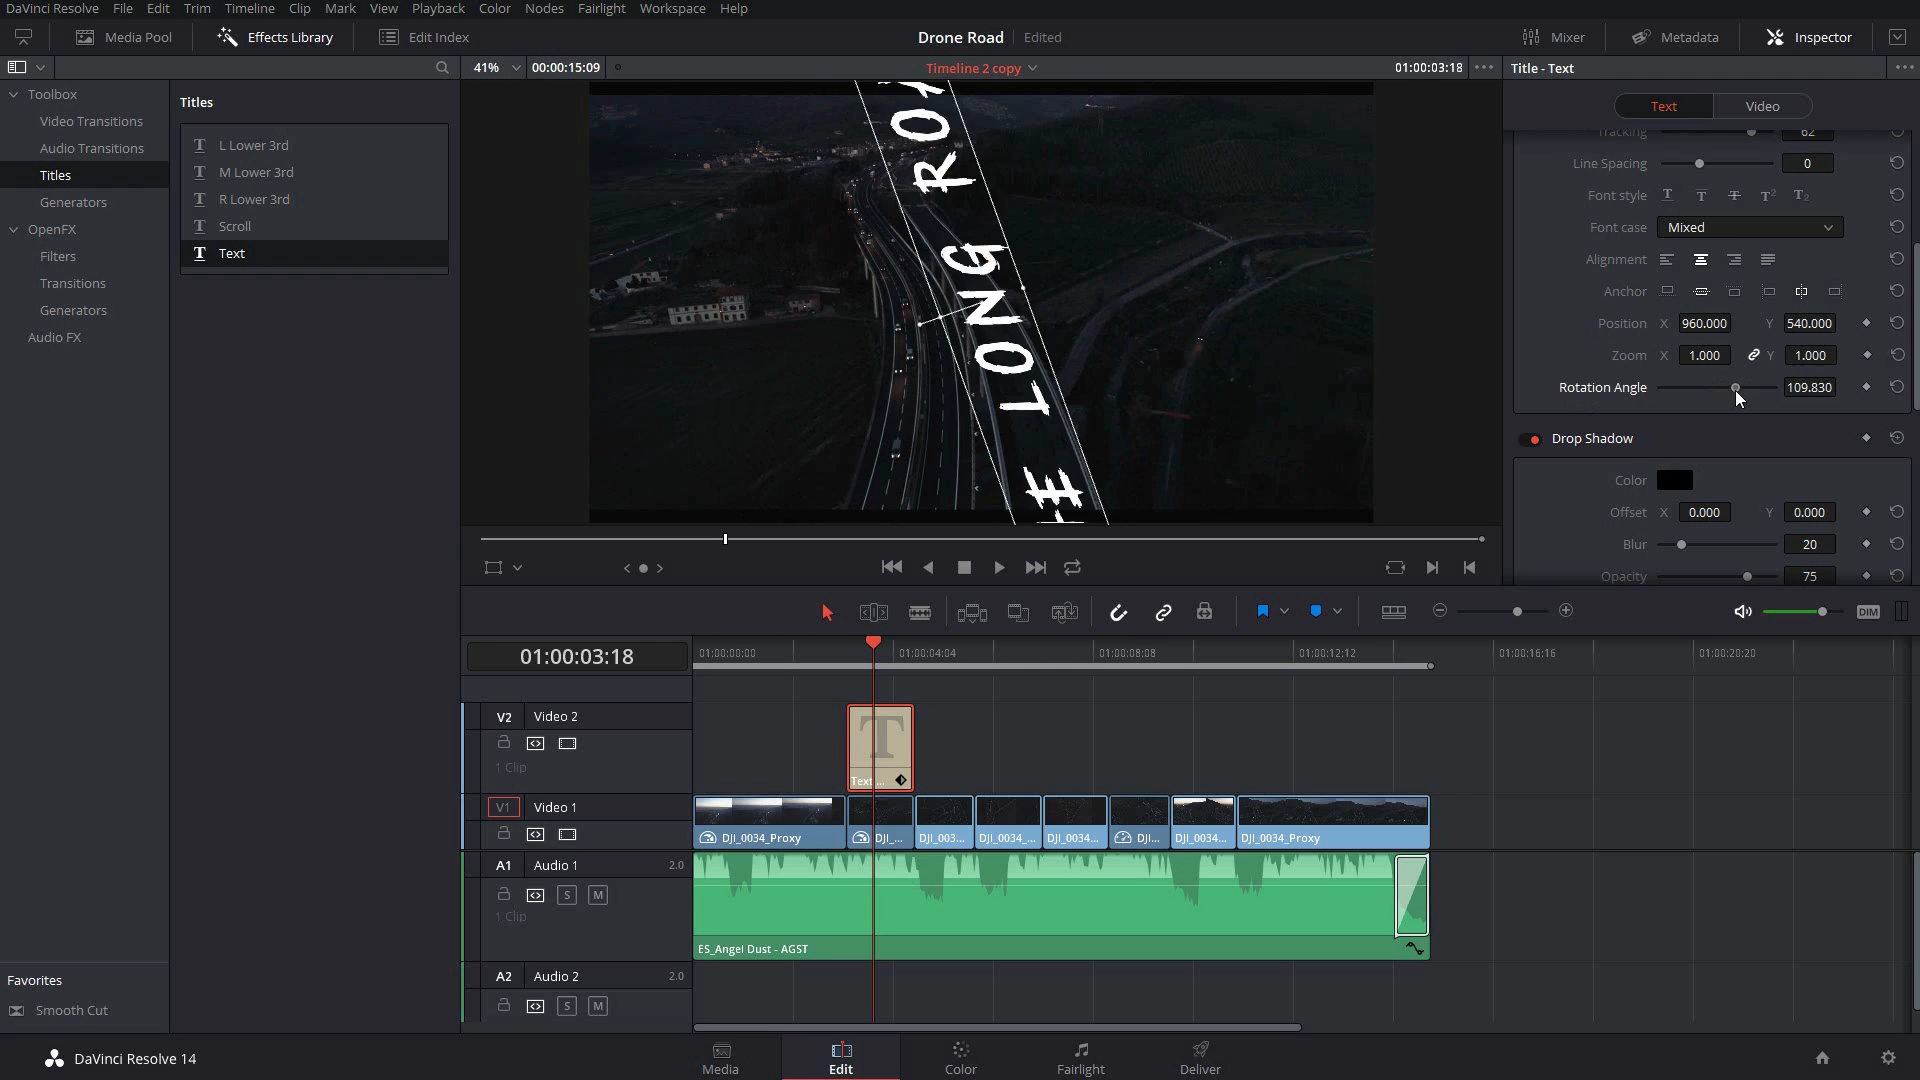 DaVinci Resolve File Edit Trim Timeline Clip Mark View Playback Color Nodes Fairlight Workspace Help
Media Pool Effects Library Edit Index Drone Road Edited Mixer Metadata Inspector
41% 00:00:15:09 Timeline 2 copy 01:00:03:18 Title - Text
Toolbox
Video Transitions
Audio Transitions
Titles
Generators
OpenFX
Filters
Transitions
Generators
Audio FX
Titles
L Lower 3rd
M Lower 3rd
R Lower 3rd
Scroll
Text
LONG
Text Video
Tracking 62
Line Spacing 0
Font style T T T T² T₂
Font case Mixed
Alignment
Anchor
Position X 960.000 Y 540.000
Zoom X 1.000 Y 1.000
Rotation Angle 109.830
Drop Shadow
Color
Offset X 0.000 Y 0.000
Blur 20
Opacity 75
DIM
01:00:03:18 01:00:00:00 01:00:04:04 01:00:08:08 01:00:12:12 01:00:16:16 01:00:20:20
V2 Video 2
1 Clip
T
Text ...
V1 Video 1
DJI_0034_Proxy DJI_... DJI_003... DJI_0034_... DJI_0034... DJI... DJI_0034... DJI_0034_Proxy
A1 Audio 1 2.0
S M
1 Clip
ES_Angel Dust - AGST
A2 Audio 2 2.0
S M
Favorites
Smooth Cut
DaVinci Resolve 14
Media Edit Color Fairlight Deliver